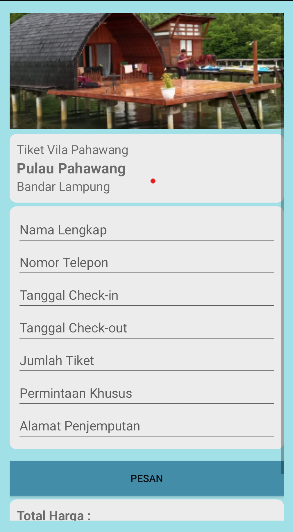 Tiket Vila Pahawang
Pulau Pahawang
Bandar Lampung
Nama Lengkap
Nomor Telepon
Tanggal Check-in
Tanggal Check-out
Jumlah Tiket
Permintaan Khusus
Alamat Penjemputan
PESAN
Total Harga :